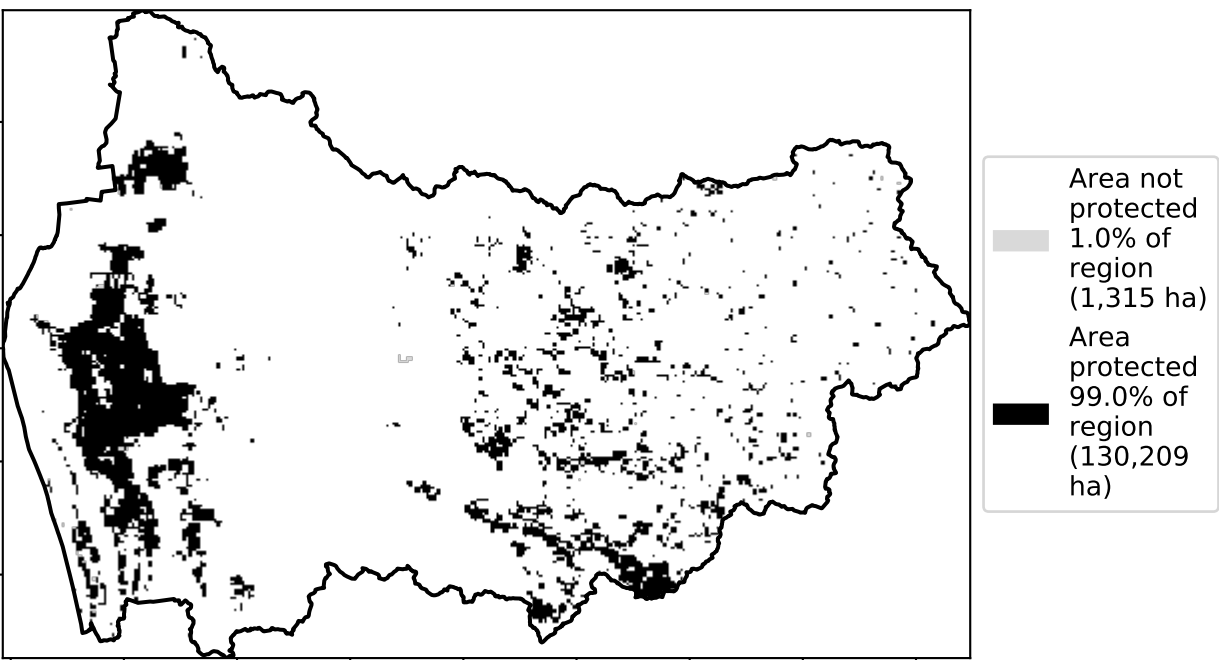 Area not
protected
1.0% of
region
(1,315 ha)
Area
protected
99.0% of
region
(130,209
ha)